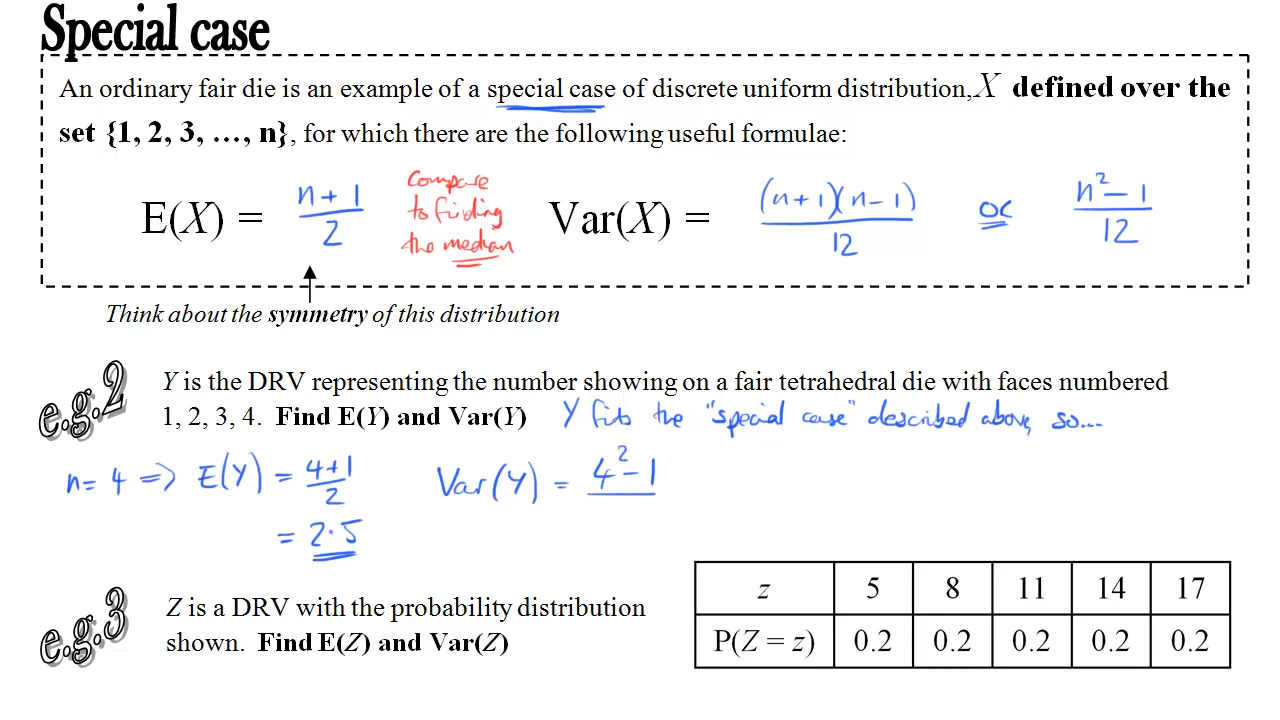 Special case
An ordinary fair die is an example of a special case of discrete uniform distribution, X defined over the
set {1, 2, 3, …, n}, for which there are the following useful formulae:
E(X) = n + 1 / 2 Compare to finding the median Var(X) = (n + 1)(n − 1) / 12 or n² − 1 / 12
Think about the symmetry of this distribution
e.g.2 Y is the DRV representing the number showing on a fair tetrahedral die with faces numbered
1, 2, 3, 4. Find E(Y) and Var(Y) Y fits the "special case" described above, so...
n = 4 => E(Y) = 4+1 / 2 Var(Y) = 4² − 1
= 2.5
e.g.3 Z is a DRV with the probability distribution
shown. Find E(Z) and Var(Z)
z 5 8 11 14 17
P(Z = z) 0.2 0.2 0.2 0.2 0.2